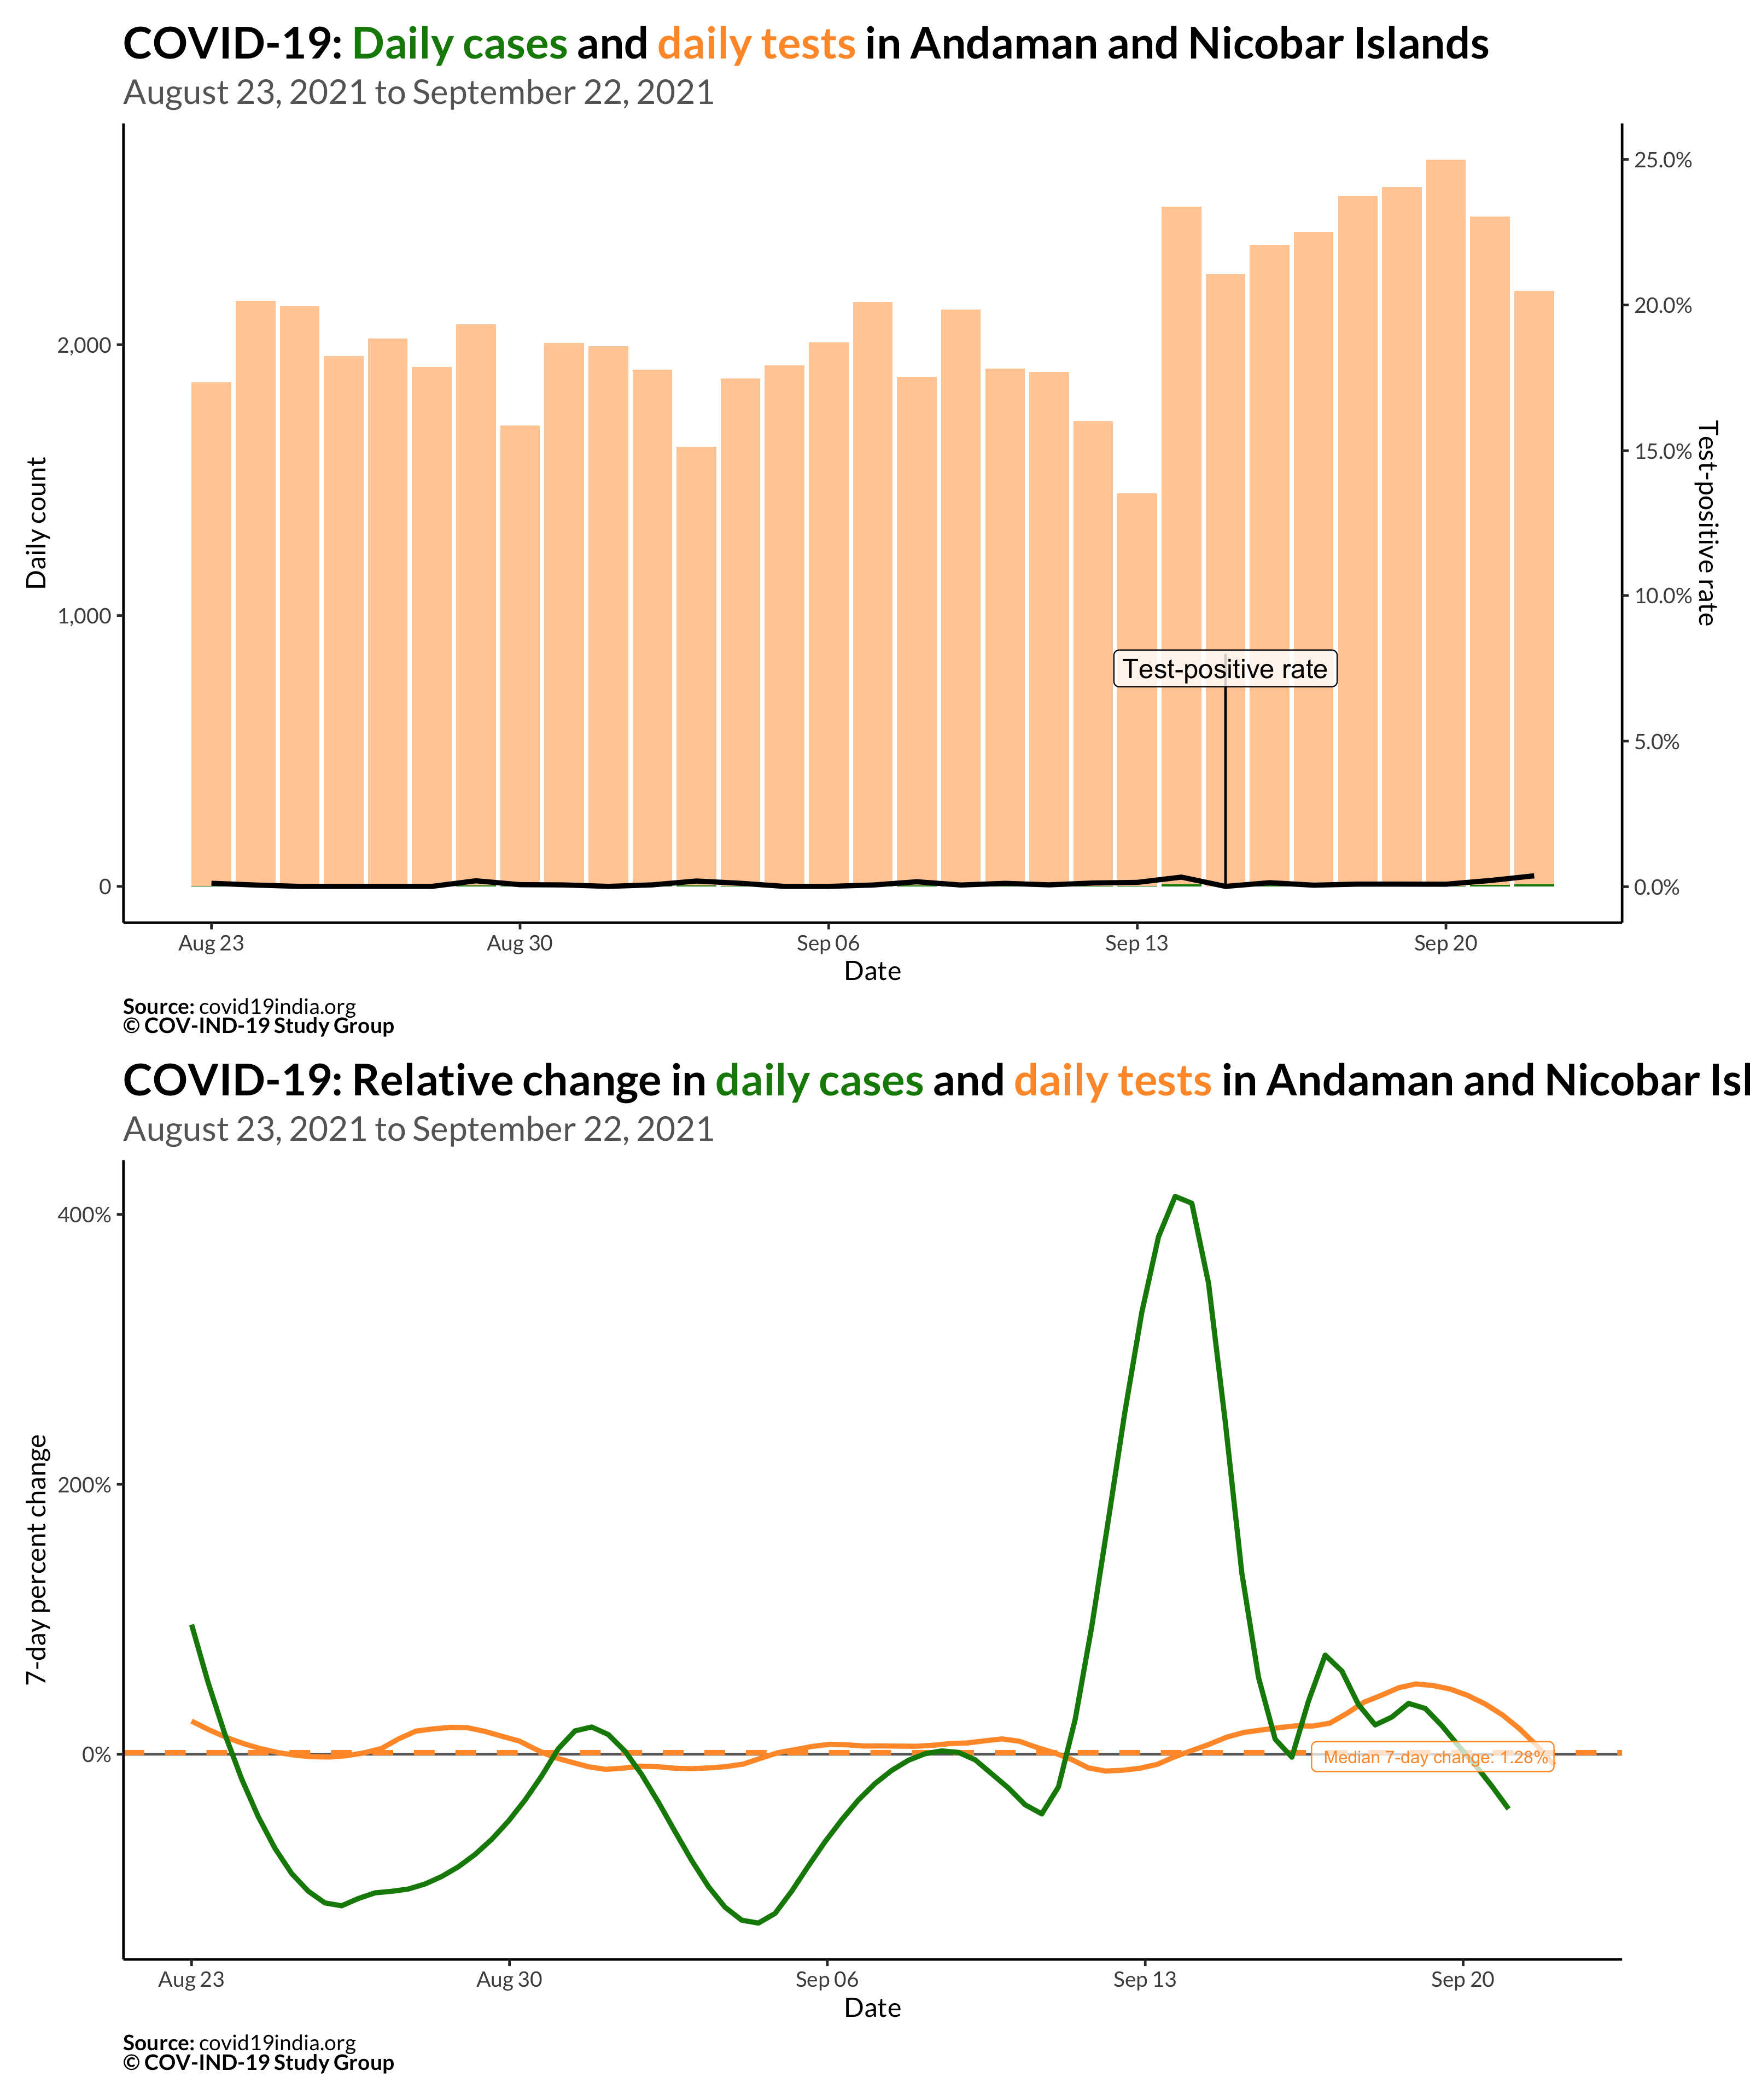 COVID-19: Daily cases and daily tests in Andaman and Nicobar Islands
August 23, 2021 to September 22, 2021
Daily count
2,000
1,000
0
25.0%
20.0%
15.0%
10.0%
5.0%
0.0%
Test-positive rate
Test-positive rate
Aug 23
Aug 30
Sep 06
Sep 13
Sep 20
Date
Source: covid19india.org
© COV-IND-19 Study Group
COVID-19: Relative change in daily cases and daily tests in Andaman and Nicobar Isl
August 23, 2021 to September 22, 2021
7-day percent change
400%
200%
0%
Median 7-day change: 1.28%
Aug 23
Aug 30
Sep 06
Sep 13
Sep 20
Date
Source: covid19india.org
© COV-IND-19 Study Group